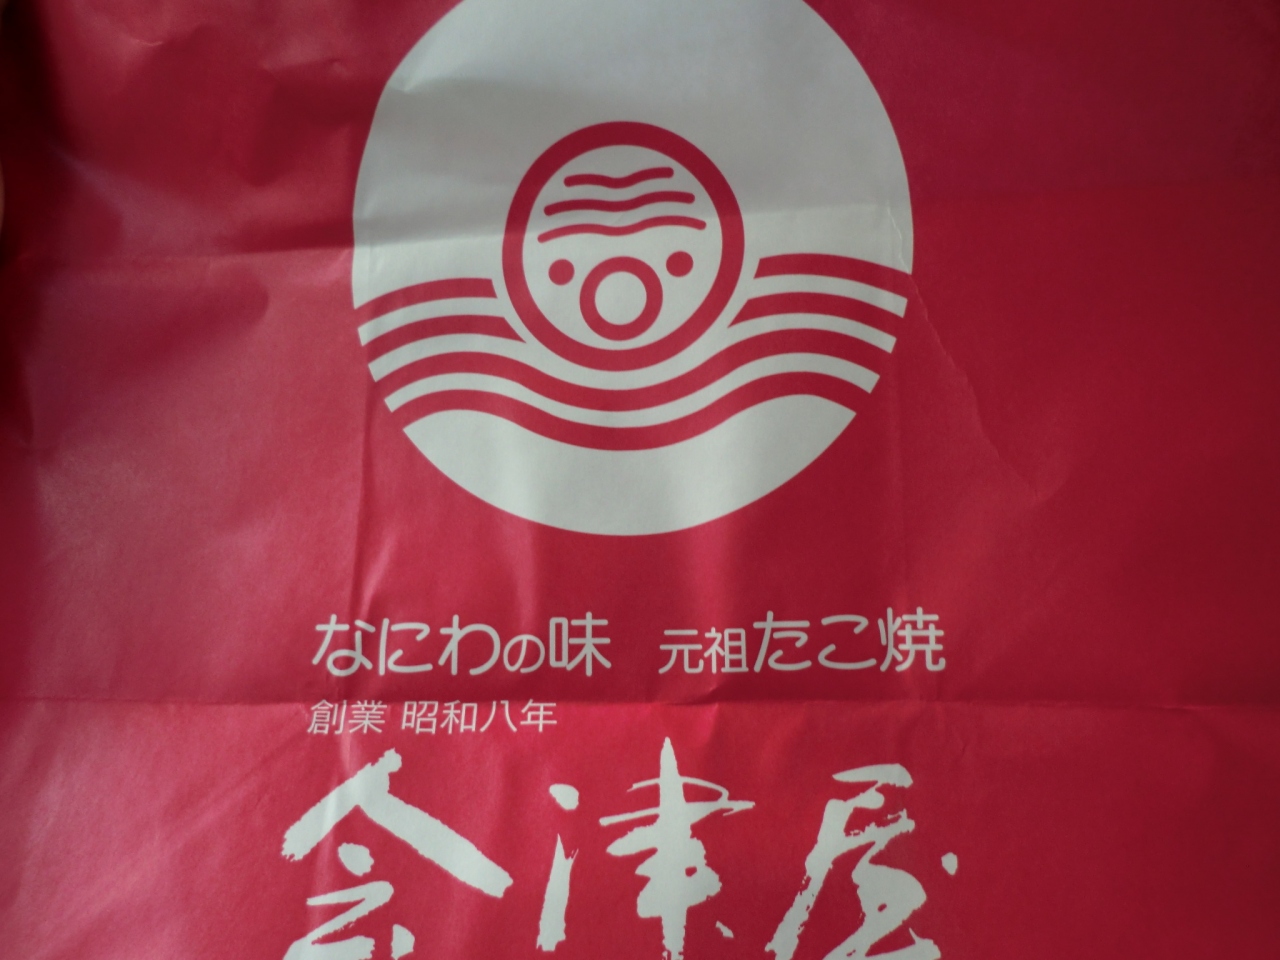 なにわの味 元祖たこ焼
創業 昭和八年
会津屋